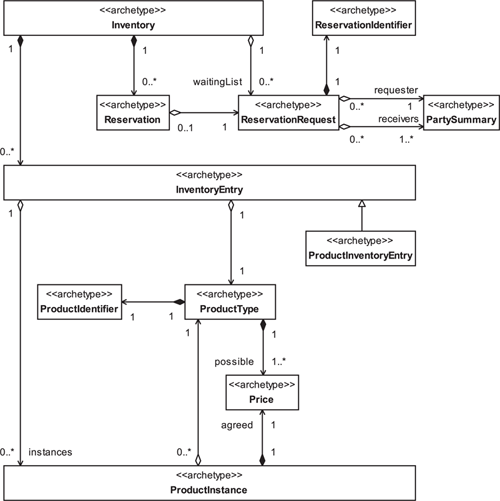 <<archetype>>
Inventory
<<archetype>>
ReservationIdentifier
1
1
1
1
waitingList
0..*
0..*
1
requester
<<archetype>>
Reservation
<<archetype>>
ReservationRequest
<<archetype>>
PartySummary
0..*
1
receivers
0..1
1
0..*
1..*
0..*
<<archetype>>
InventoryEntry
1
1
<<archetype>>
ProductInventoryEntry
1
<<archetype>>
ProductIdentifier
<<archetype>>
ProductType
1
1
1
1
possible
1..*
<<archetype>>
Price
agreed
1
0..*
instances
0..*
1
<<archetype>>
ProductInstance